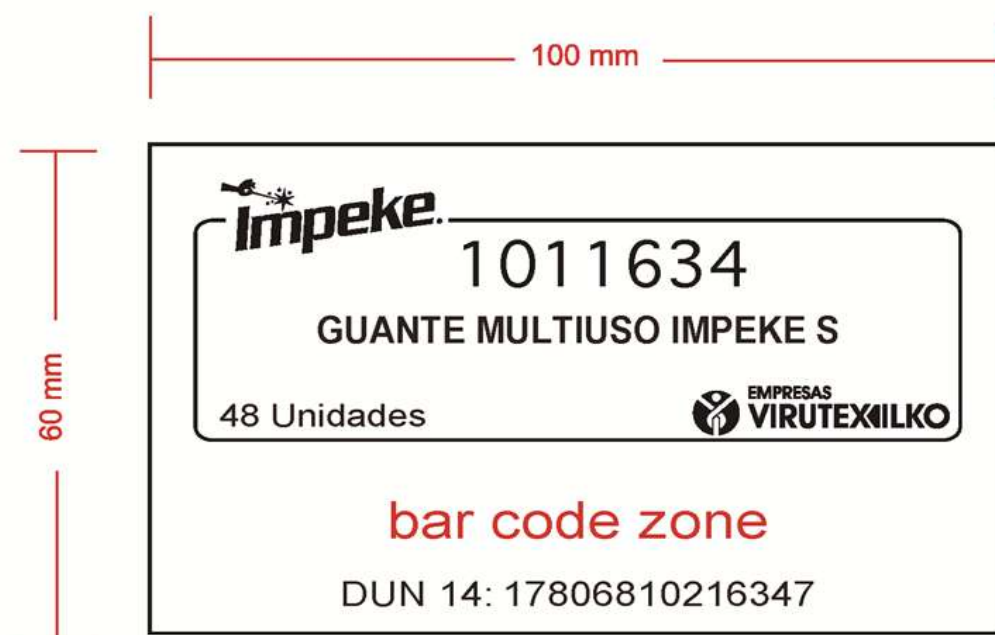 100 mm
60 mm
Impeke.
1011634
GUANTE MULTIUSO IMPEKE S
48 Unidades
EMPRESAS
VIRUTEX ILKO
bar code zone
DUN 14: 17806810216347